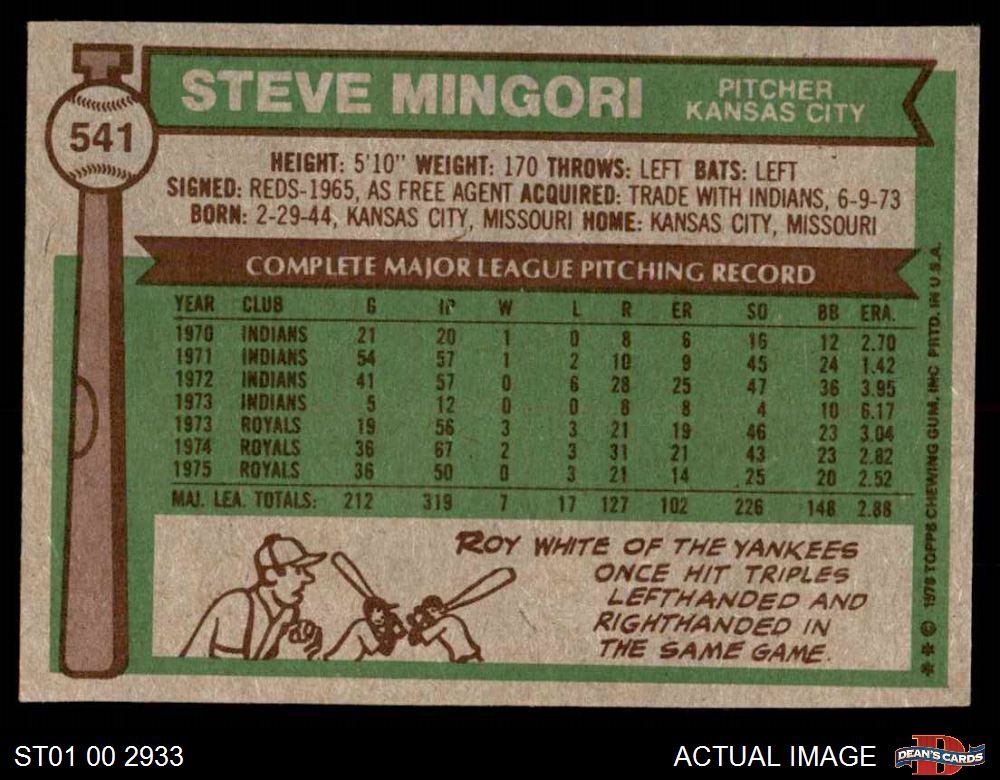 541
STEVE MINGORI
PITCHER
KANSAS CITY
HEIGHT: 5'10" WEIGHT: 170 THROWS: LEFT BATS: LEFT
SIGNED: REDS-1965, AS FREE AGENT ACQUIRED: TRADE WITH INDIANS, 6-9-73
BORN: 2-29-44, KANSAS CITY, MISSOURI HOME: KANSAS CITY, MISSOURI
COMPLETE MAJOR LEAGUE PITCHING RECORD
YEAR CLUB G IP W L R ER SO BB ERA.
1970 INDIANS 21 20 1 0 8 6 16 12 2.70
1971 INDIANS 54 57 1 2 10 9 45 24 1.42
1972 INDIANS 41 57 0 6 28 25 47 36 3.95
1973 INDIANS 5 12 0 0 8 8 4 10 6.17
1973 ROYALS 19 56 3 3 21 19 46 23 3.04
1974 ROYALS 36 67 2 3 31 21 43 23 2.82
1975 ROYALS 36 50 0 3 21 14 25 20 2.52
MAJ. LEA. TOTALS: 212 319 7 17 127 102 226 148 2.88
ROY WHITE OF THE YANKEES
ONCE HIT TRIPLES
LEFTHANDED AND
RIGHTHANDED IN
THE SAME GAME.
** © 1976 TOPPS CHEWING GUM, INC PRTD. IN U.S.A.
ST01 00 2933
ACTUAL IMAGE
D
DEAN'S CARDS